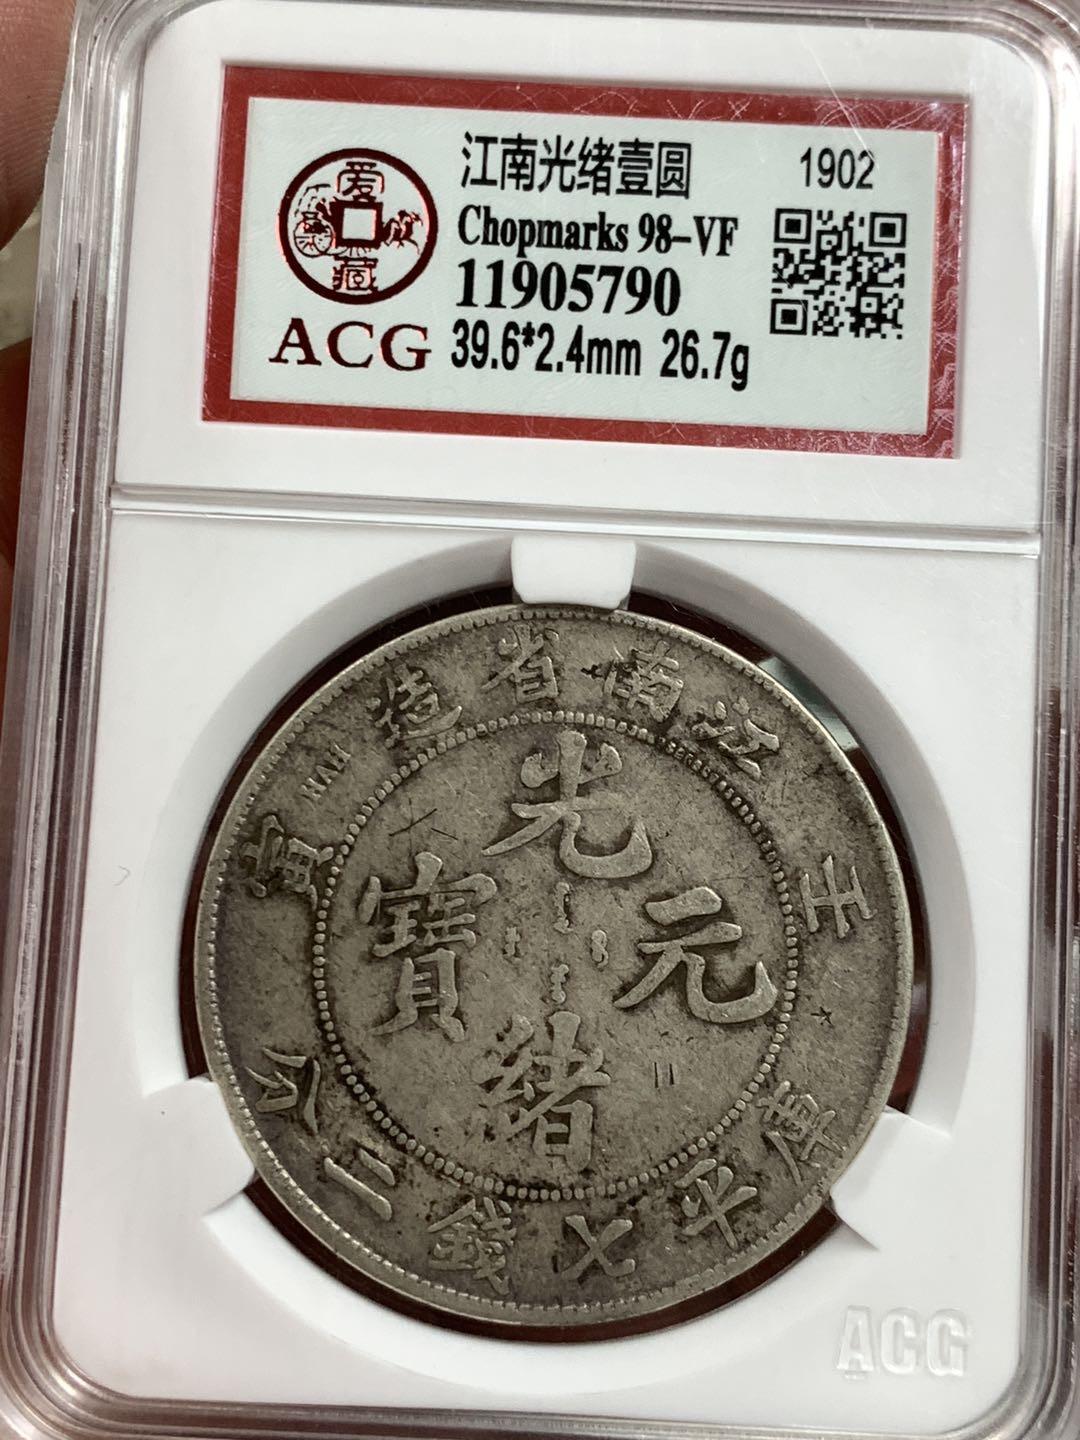 爱藏
ACG
江南光绪壹圆 1902
Chopmarks 98-VF
11905790
39.6*2.4mm 26.7g
江南省造
HAH
壬寅
光緒元寶
庫平七錢二分
ACG